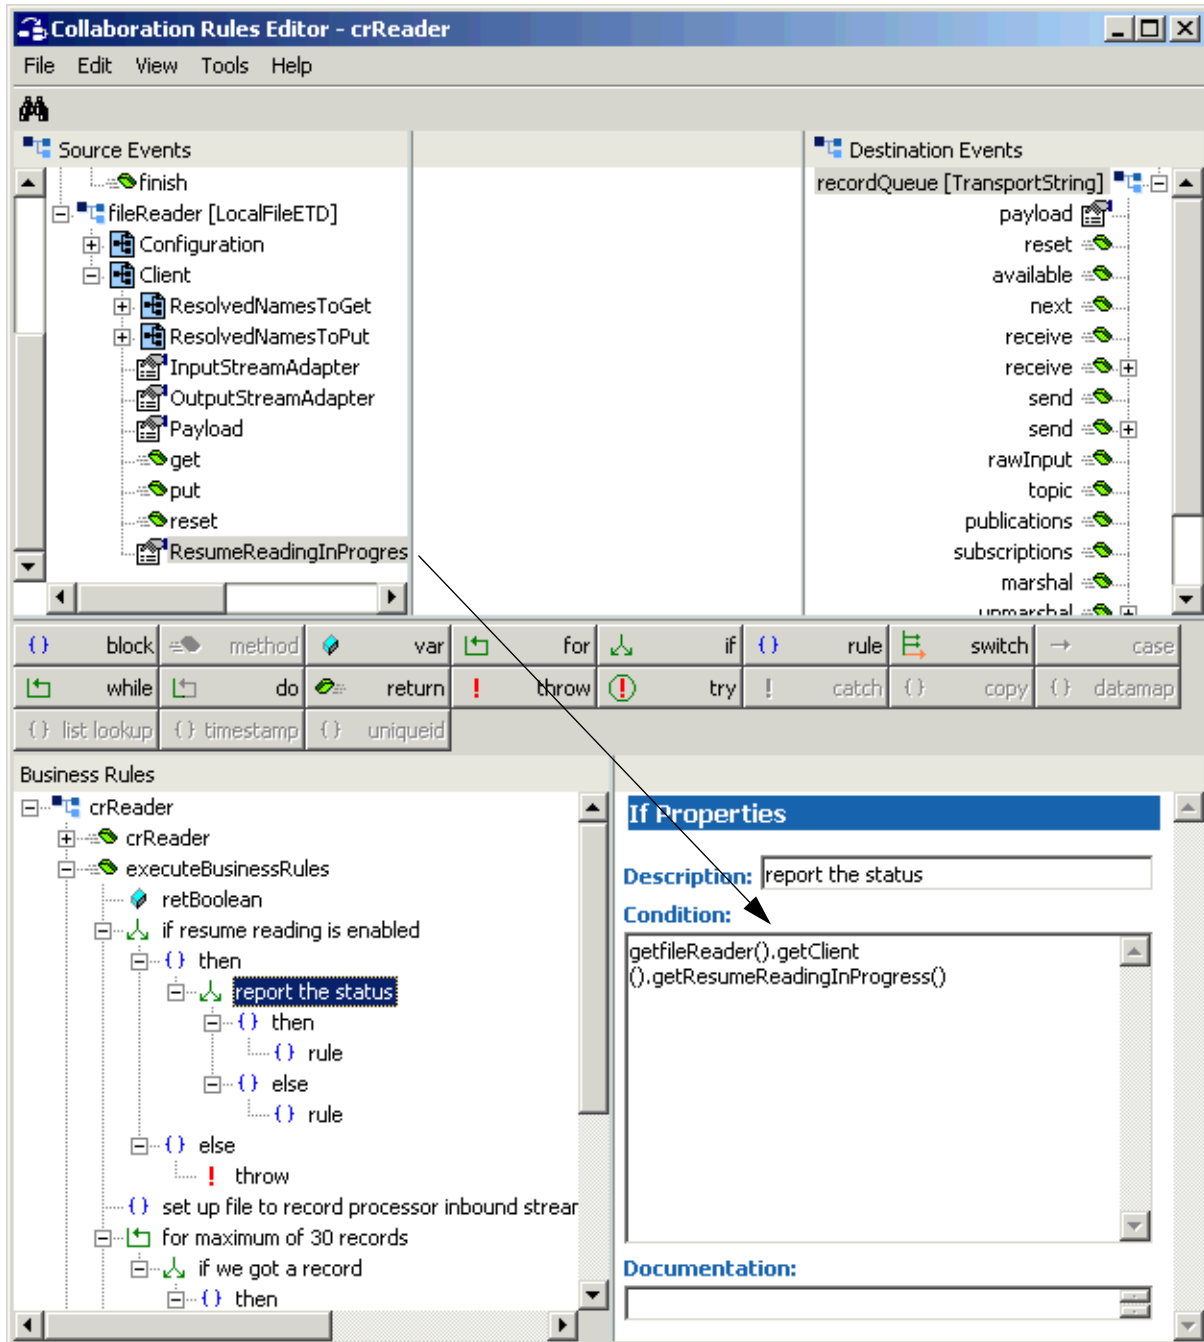 Collaboration Rules Editor - crReader
File Edit View Tools Help
Source Events
finish
fileReader [LocalFileETD]
Configuration
Client
ResolvedNamesToGet
ResolvedNamesToPut
InputStreamAdapter
OutputStreamAdapter
Payload
get
put
reset
ResumeReadingInProgres
Destination Events
recordQueue [TransportString]
payload
reset
available
next
receive
receive
send
send
rawInput
topic
publications
subscriptions
marshal
unmarshal
{} block method var for if {} rule switch case
while do return ! throw try ! catch {} copy {} datamap
{} list lookup {} timestamp {} uniqueid
Business Rules
crReader
crReader
executeBusinessRules
retBoolean
if resume reading is enabled
{} then
report the status
{} then
{} rule
{} else
{} rule
{} else
! throw
{} set up file to record processor inbound strear
for maximum of 30 records
if we got a record
{} then
If Properties
Description: report the status
Condition:
getfileReader().getClient
().getResumeReadingInProgress()
Documentation: